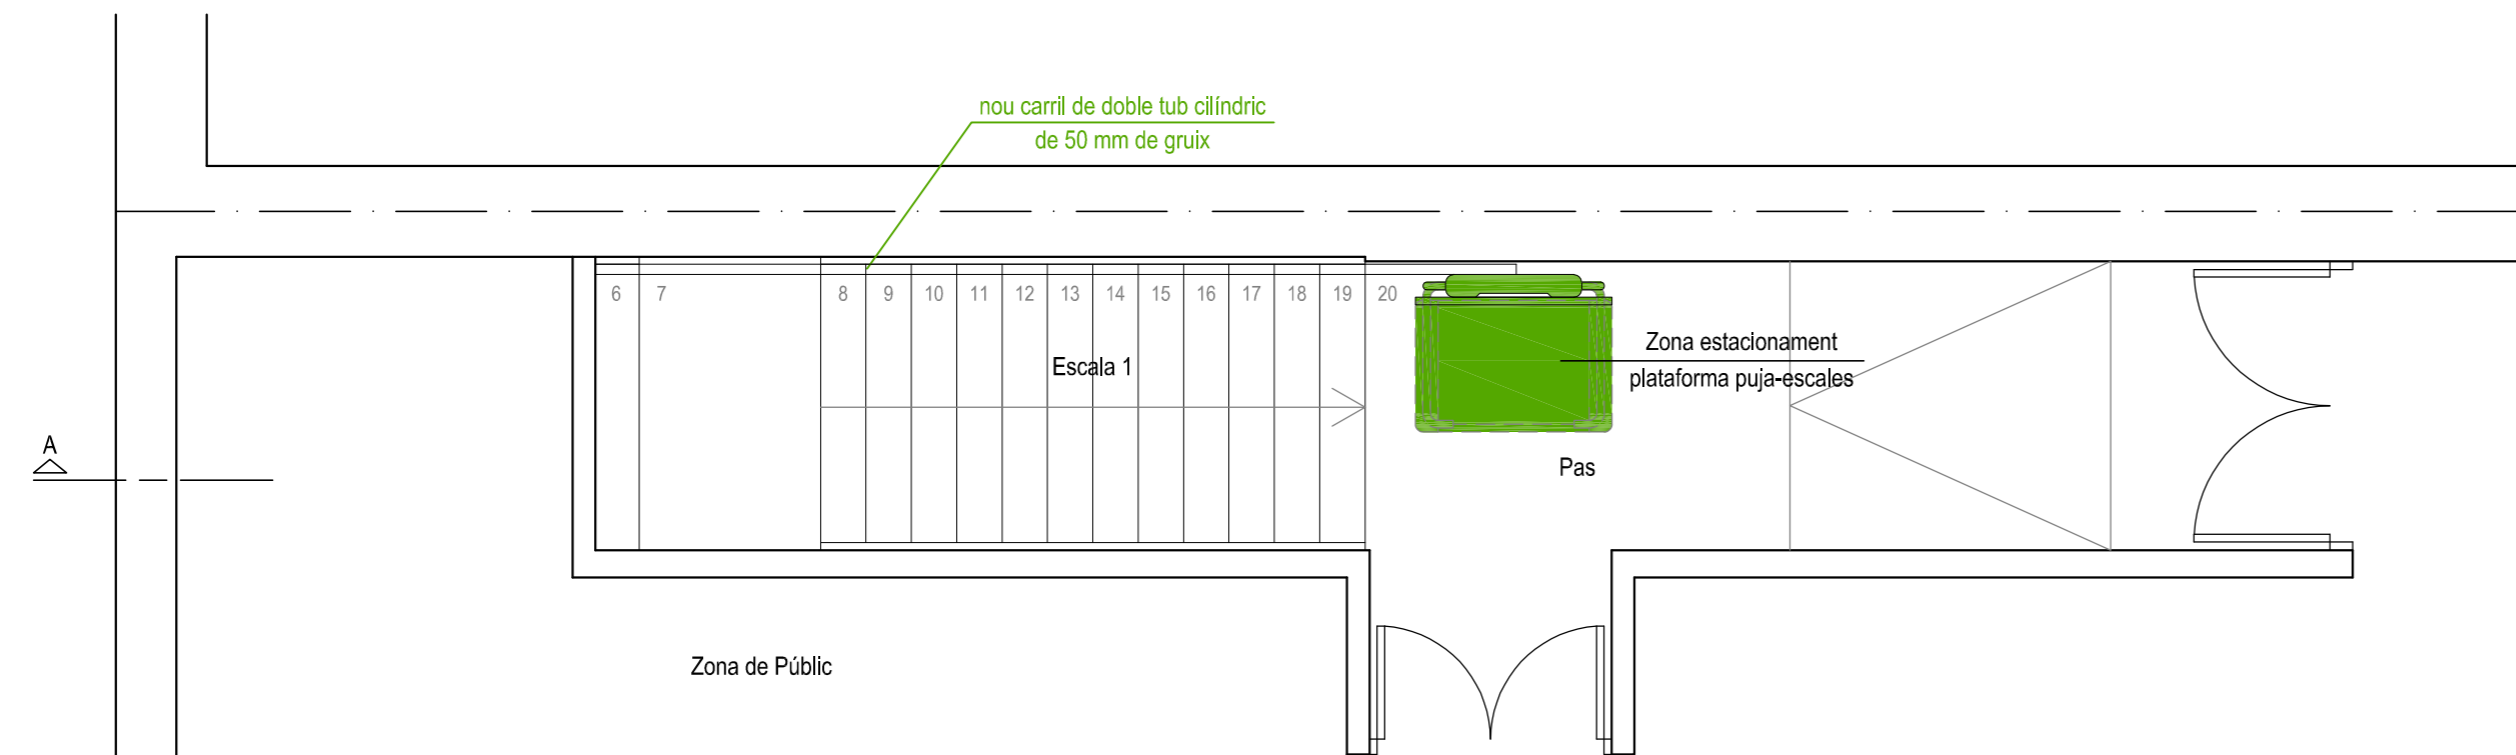 nou carril de doble tub cilíndric
de 50 mm de gruix
6 7 8 9 10 11 12 13 14 15 16 17 18 19 20
Zona estacionament
plataforma puja-escales
Escala 1
A
Pas
Zona de Públic